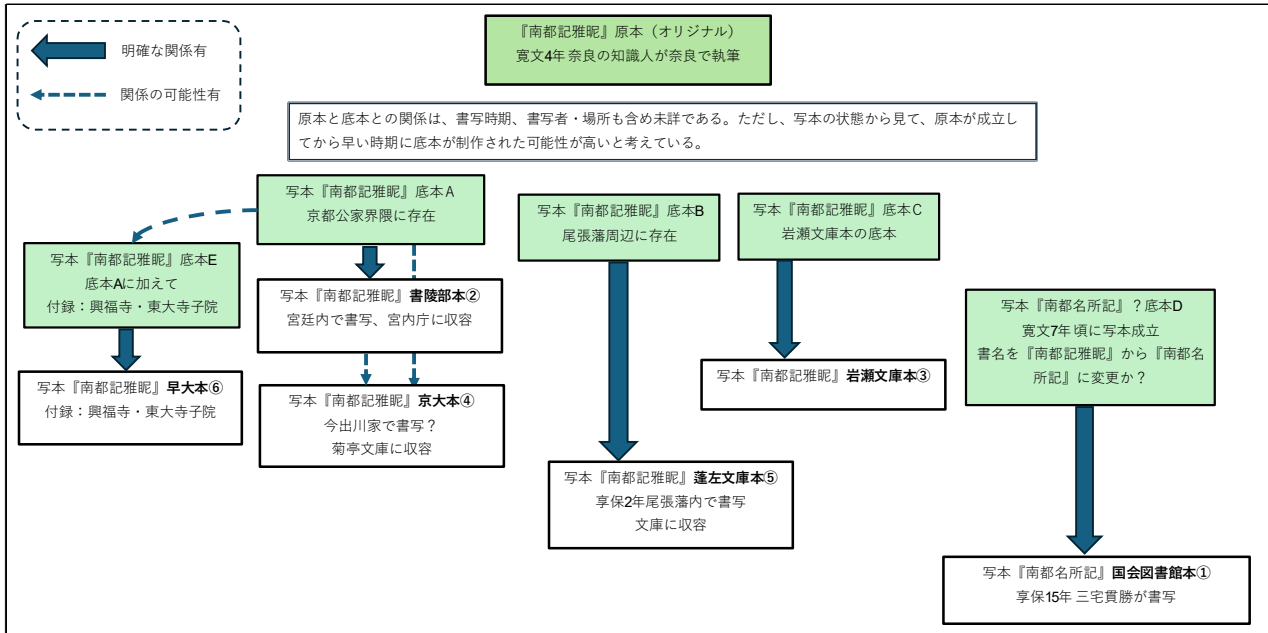 『南都記雅昵』原本（オリジナル）
寛文4年 奈良の知識人が奈良で執筆
明確な関係有
関係の可能性有
原本と底本との関係は、書写時期、書写者・場所も含め未詳である。ただし、写本の状態から見て、原本が成立し
てから早い時期に底本が制作された可能性が高いと考えている。
写本『南都記雅昵』底本A
京都公家界隈に存在
写本『南都記雅昵』底本B
尾張藩周辺に存在
写本『南都記雅昵』底本C
岩瀬文庫本の底本
写本『南都記雅昵』底本E
底本Aに加えて
付録：興福寺・東大寺子院
写本『南都記雅昵』書陵部本②
宮廷内で書写、宮内庁に収容
写本『南都名所記』？底本D
寛文7年頃に写本成立
書名を『南都記雅昵』から『南都名
所記』に変更か？
写本『南都記雅昵』早大本⑥
付録：興福寺・東大寺子院
写本『南都記雅昵』京大本④
今出川家で書写？
菊亭文庫に収容
写本『南都記雅昵』岩瀬文庫本③
写本『南都記雅昵』蓬左文庫本⑤
享保2年尾張藩内で書写
文庫に収容
写本『南都名所記』国会図書館本①
享保15年 三宅貫勝が書写